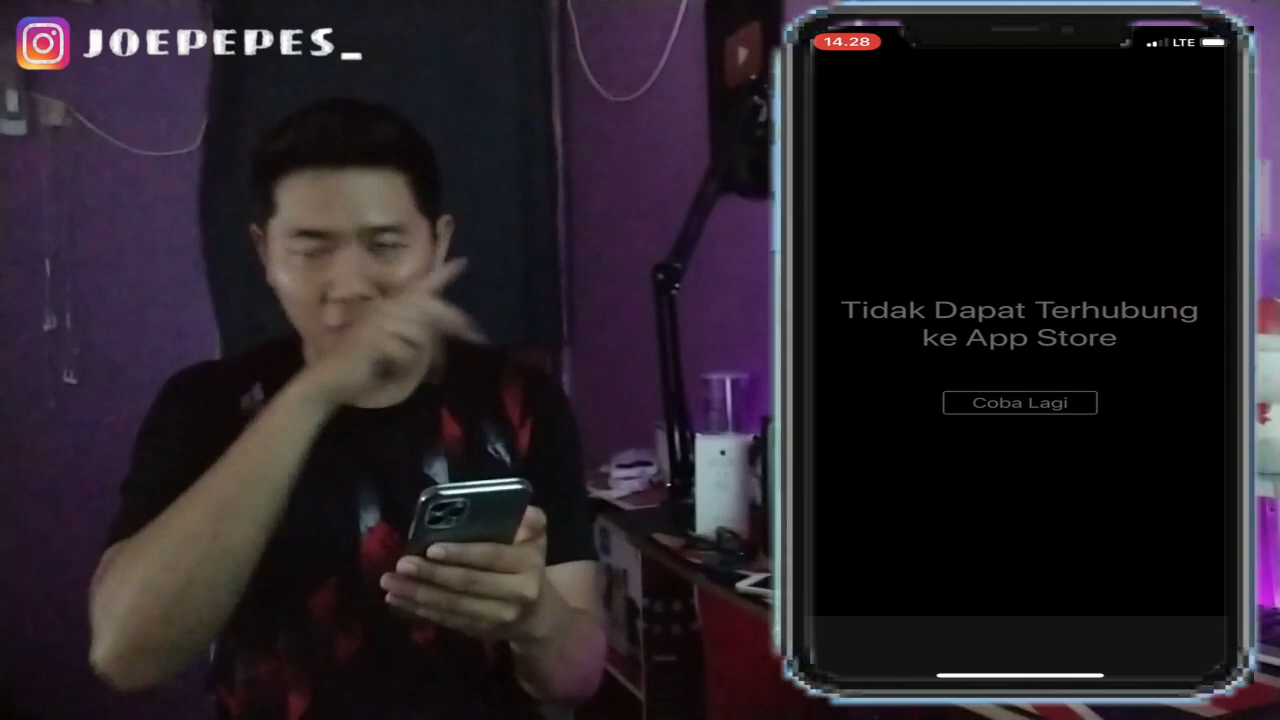 JOEPEPES_
14.28
LTE
Tidak Dapat Terhubung
ke App Store
Coba Lagi